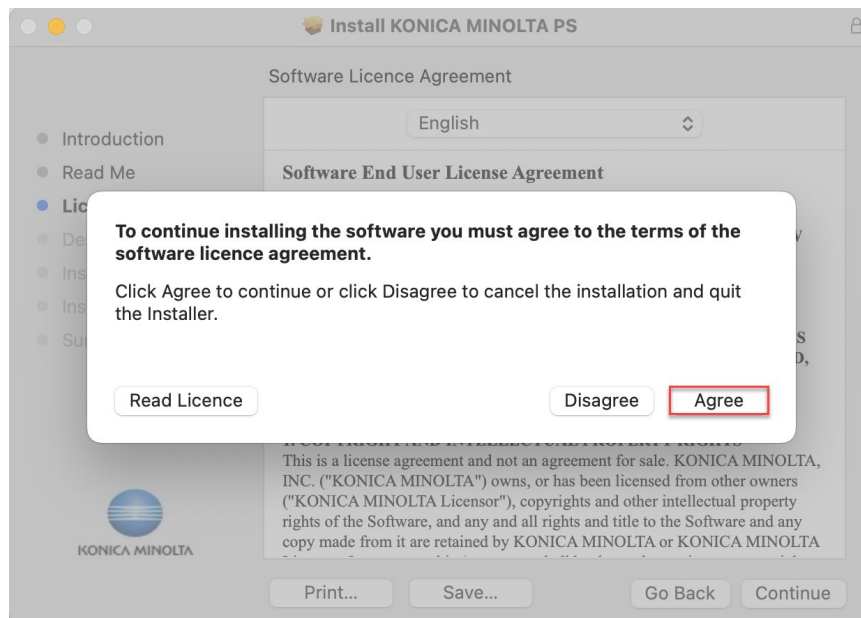 Install KONICA MINOLTA PS
Software Licence Agreement
English
Introduction
Read Me
Lic
De
Ins
Ins
Su
Software End User License Agreement
To continue installing the software you must agree to the terms of the
software licence agreement.
Click Agree to continue or click Disagree to cancel the installation and quit
the Installer.
Read Licence
Disagree
Agree
This is a license agreement and not an agreement for sale. KONICA MINOLTA,
INC. ("KONICA MINOLTA") owns, or has been licensed from other owners
("KONICA MINOLTA Licensor"), copyrights and other intellectual property
rights of the Software, and any and all rights and title to the Software and any
copy made from it are retained by KONICA MINOLTA or KONICA MINOLTA
KONICA MINOLTA
Print...
Save...
Go Back
Continue